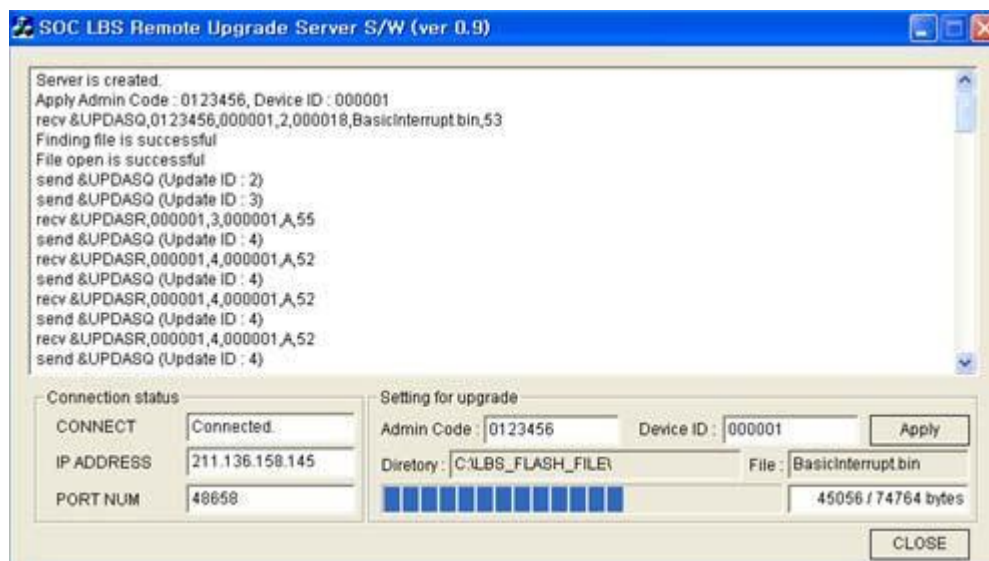 SOC LBS Remote Upgrade Server S/W (ver 0.9)
Server is created.
Apply Admin Code : 0123456, Device ID : 000001
recv &UPDASQ,0123456,000001,2,000018,BasicInterrupt.bin,53
Finding file is successful
File open is successful
send &UPDASQ (Update ID : 2)
send &UPDASQ (Update ID : 3)
recv &UPDASR,000001,3,000001,A,55
send &UPDASQ (Update ID : 4)
recv &UPDASR,000001,4,000001,A,52
send &UPDASQ (Update ID : 4)
recv &UPDASR,000001,4,000001,A,52
send &UPDASQ (Update ID : 4)
recv &UPDASR,000001,4,000001,A,52
send &UPDASQ (Update ID : 4)
Connection status
CONNECT Connected.
IP ADDRESS 211.136.158.145
PORT NUM 48658
Setting for upgrade
Admin Code : 0123456 Device ID : 000001 Apply
Diretory : C:\LBS_FLASH_FILE\ File : BasicInterrupt.bin
45056 / 74764 bytes
CLOSE